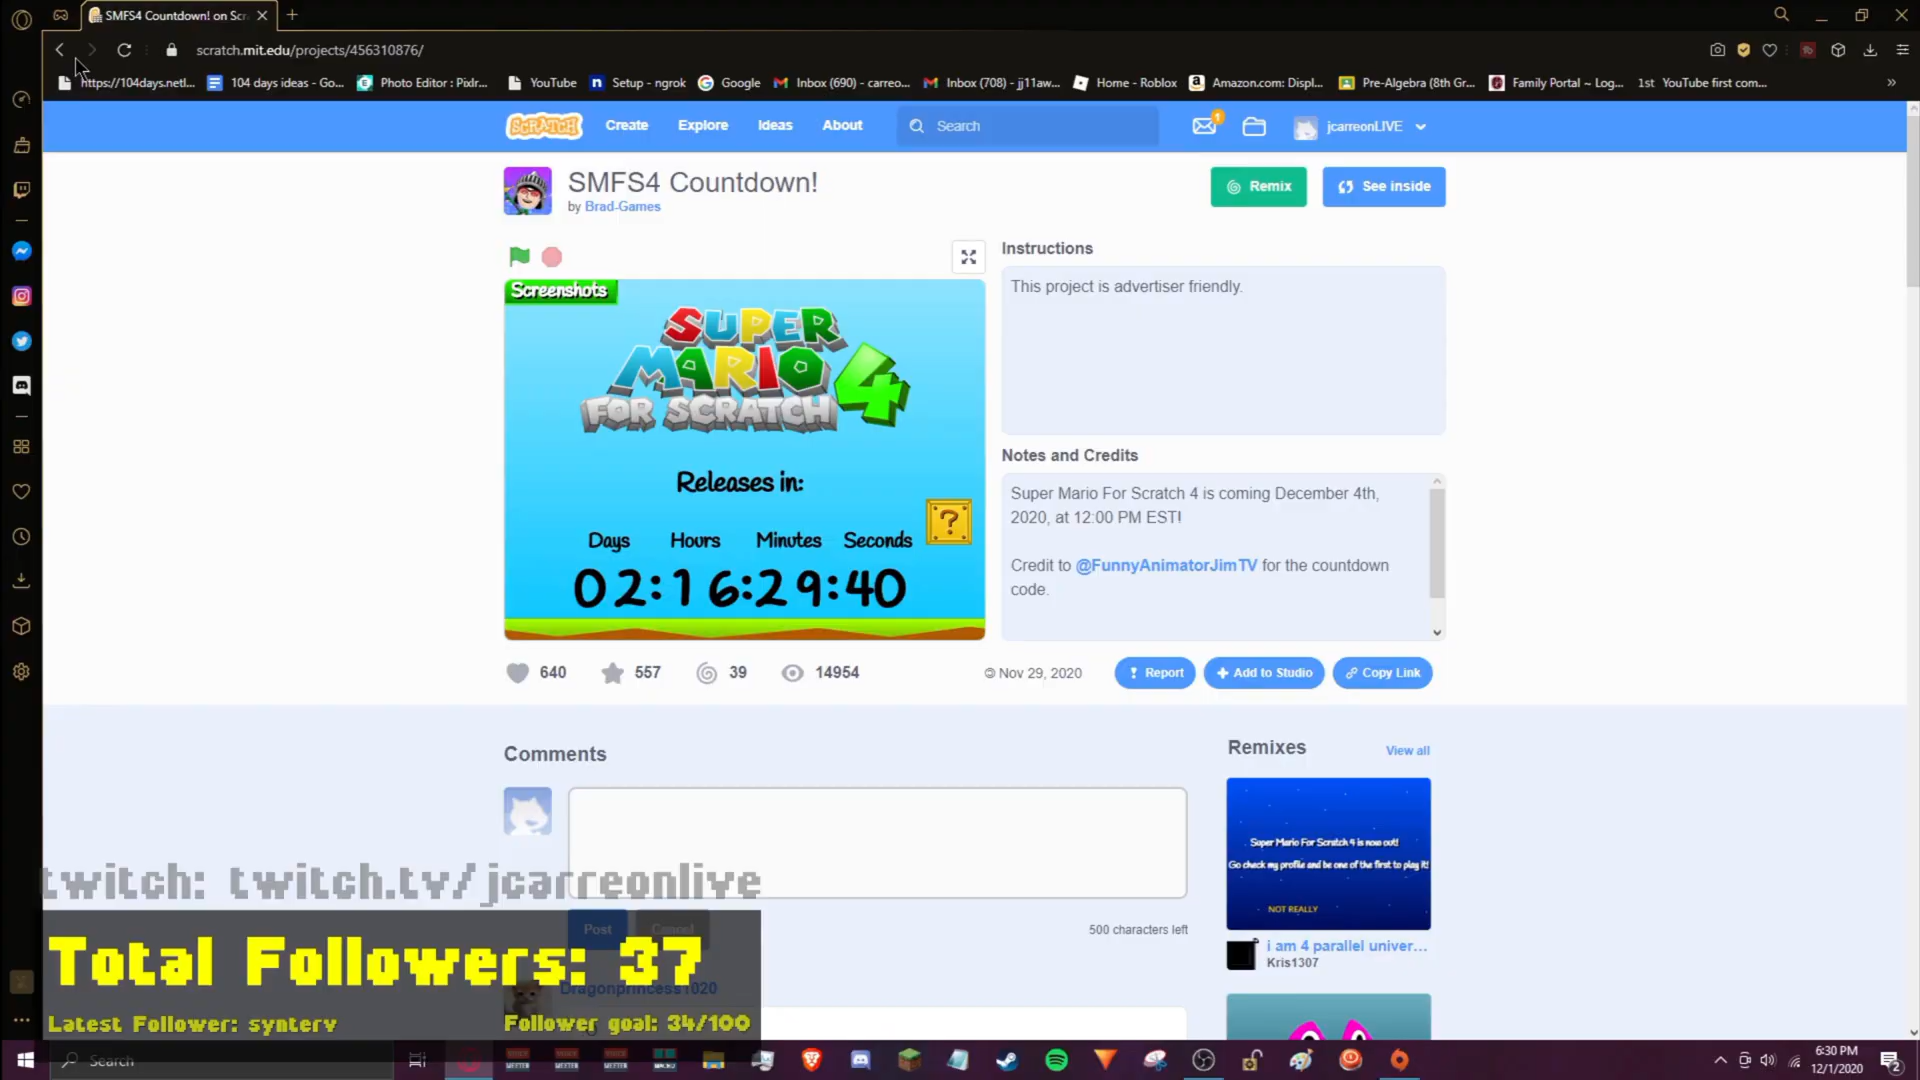 SMFS4 Countdown! on Scr
scratch.mit.edu/projects/456310876/
https://104days.netl...
104 days ideas - Go...
Photo Editor : Pixlr...
YouTube
Setup - ngrok
Google
Inbox (690) - carreo...
Inbox (708) - jj11aw...
Home - Roblox
Amazon.com: Displ...
Pre-Algebra (8th Gr...
Family Portal ~ Log...
1st YouTube first com...
SCRATCH
Create
Explore
Ideas
About
Search
1
jcarreonLIVE
SMFS4 Countdown!
by Brad-Games
Remix
See inside
Screenshots
SUPER
MARIO 4
FOR SCRATCH
Releases in:
Days Hours Minutes Seconds
02:16:29:40
?
Instructions
This project is advertiser friendly.
Notes and Credits
Super Mario For Scratch 4 is coming December 4th,
2020, at 12:00 PM EST!
Credit to @FunnyAnimatorJimTV for the countdown
code.
640
557
39
14954
Nov 29, 2020
Report
Add to Studio
Copy Link
Comments
Post
Cancel
500 characters left
Dragonprincess1020
Remixes
View all
Super Mario For Scratch 4 is now out!
Go check my profile and be one of the first to play it!
NOT REALLY
i am 4 parallel univer...
Kris1307
twitch: twitch.tv/jcarreonlive
Total Followers: 37
Latest Follower: synterv
Follower goal: 34/100
Search
6:30 PM
12/1/2020
2